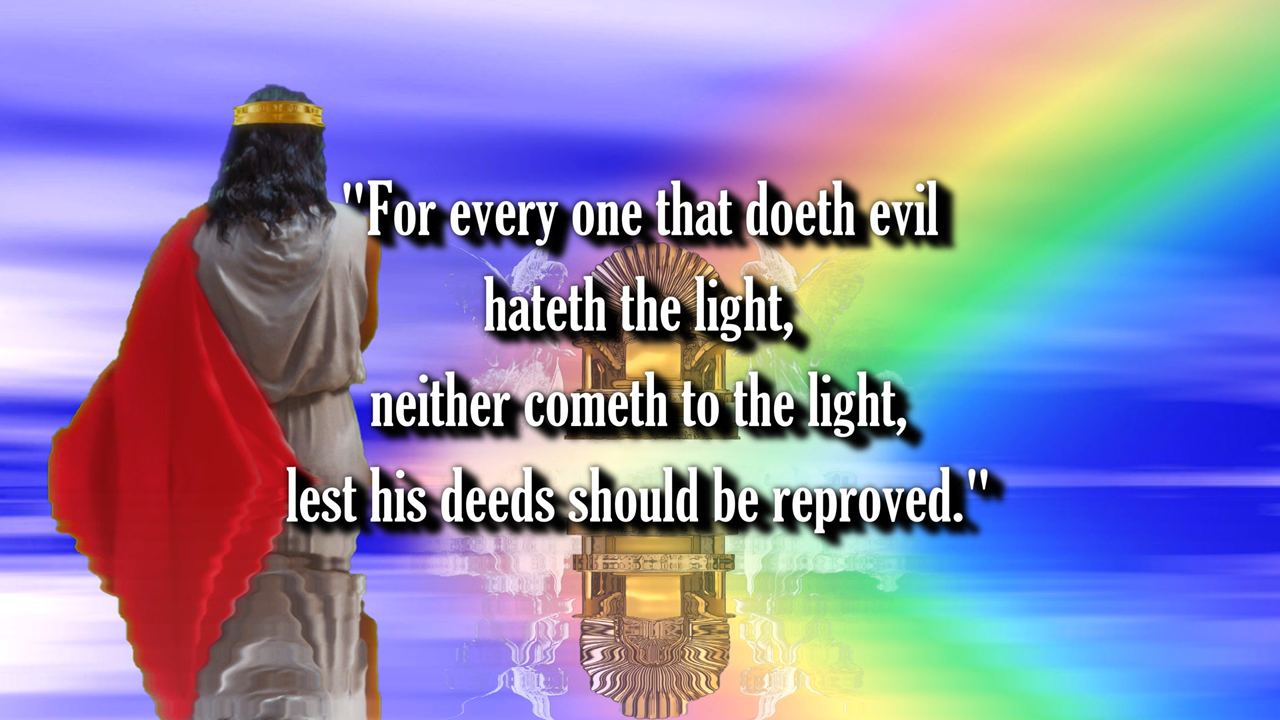 "For every one that doeth evil
hateth the light,
neither cometh to the light,
lest his deeds should be reproved."